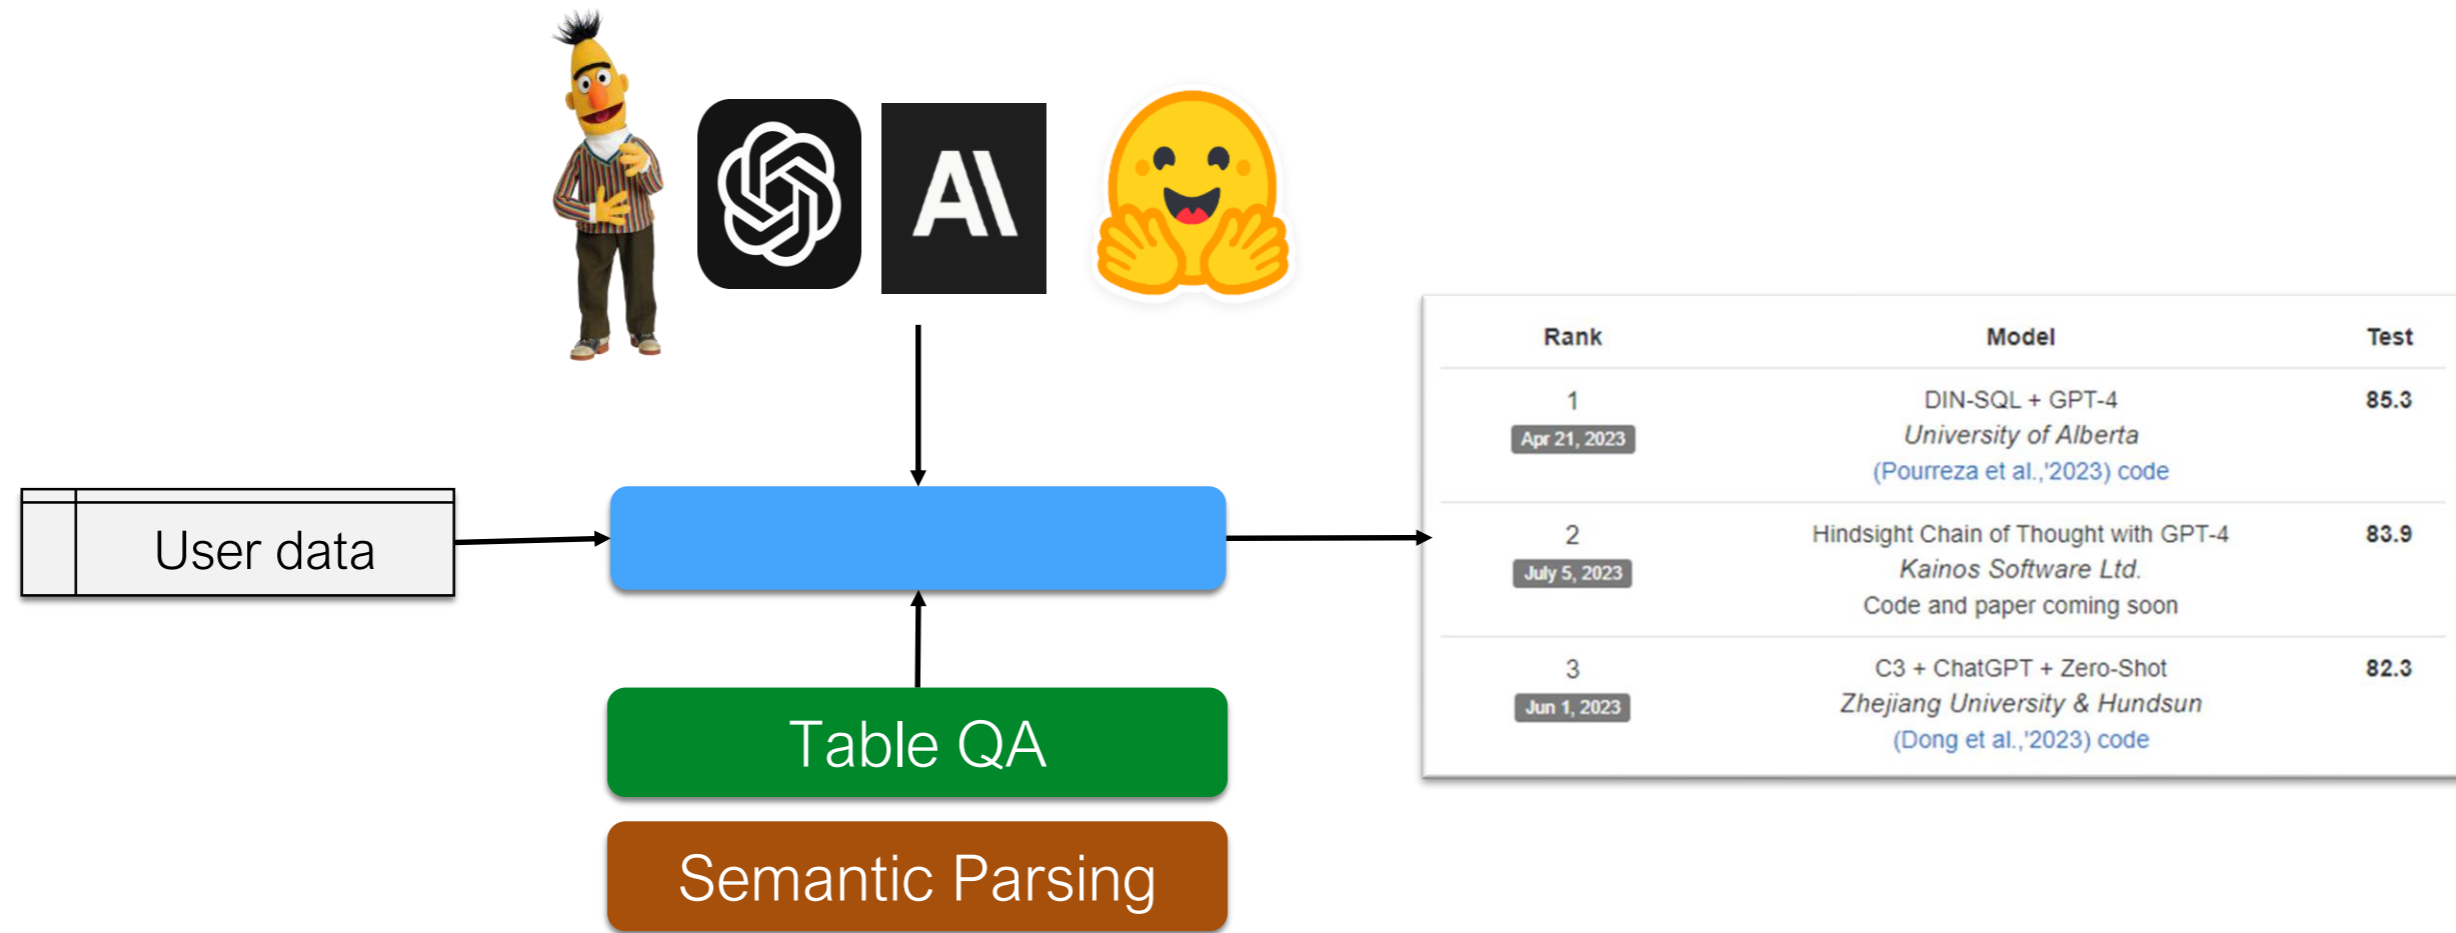 AI
User data
Table QA
Semantic Parsing
Rank Model Test
1 DIN-SQL + GPT-4 85.3
Apr 21, 2023 University of Alberta
(Pourreza et al.,'2023) code
2 Hindsight Chain of Thought with GPT-4 83.9
July 5, 2023 Kainos Software Ltd.
Code and paper coming soon
3 C3 + ChatGPT + Zero-Shot 82.3
Jun 1, 2023 Zhejiang University & Hundsun
(Dong et al.,'2023) code